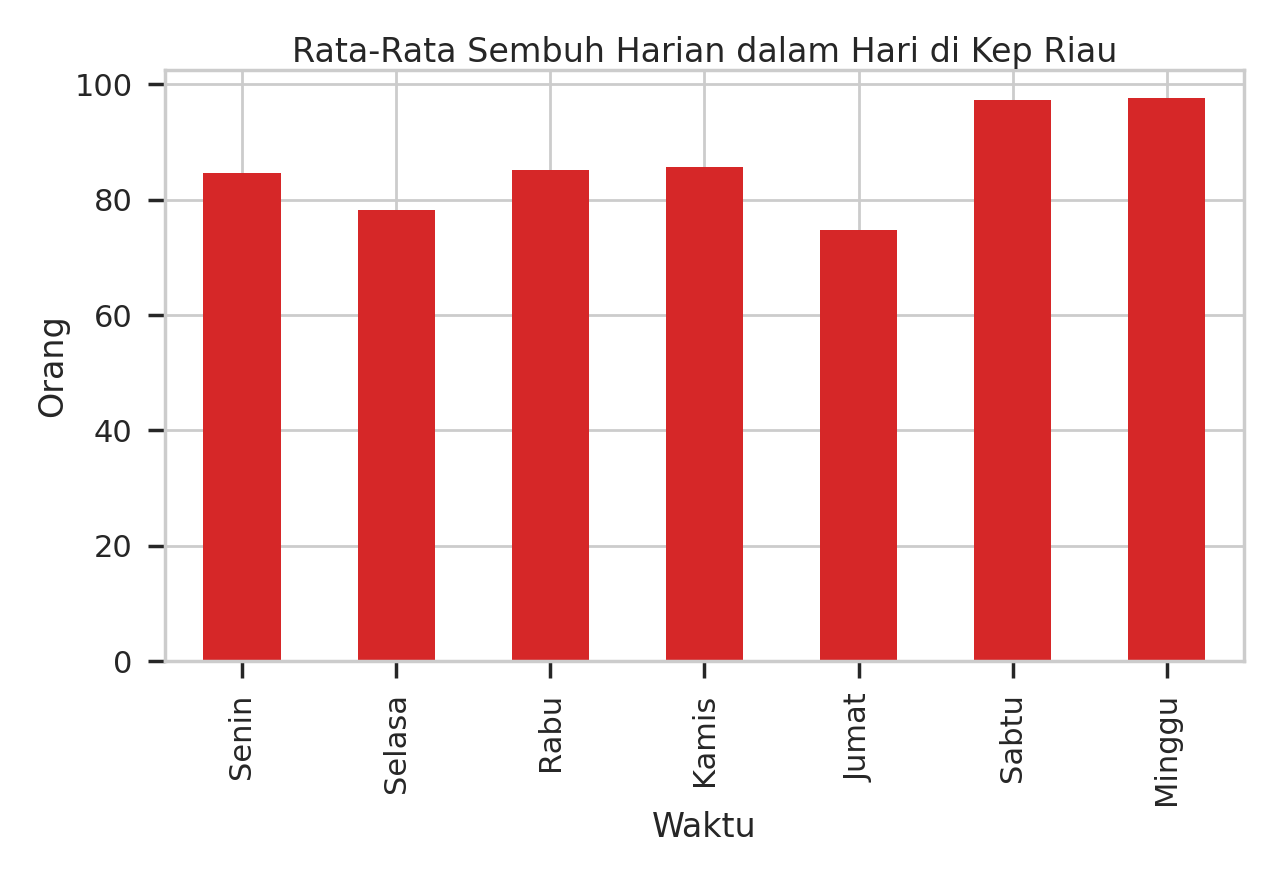 Rata-Rata Sembuh Harian dalam Hari di Kep Riau
100
80
60
40
20
0
Orang
Senin
Selasa
Rabu
Kamis
Jumat
Sabtu
Minggu
Waktu